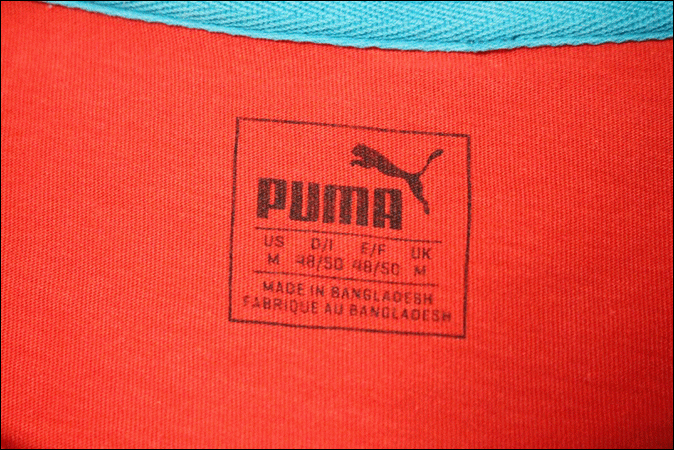 PUMA
US D/I E/F UK
M 48/50 48/50 M
MADE IN BANGLADESH
FABRIQUE AU BANGLADESH